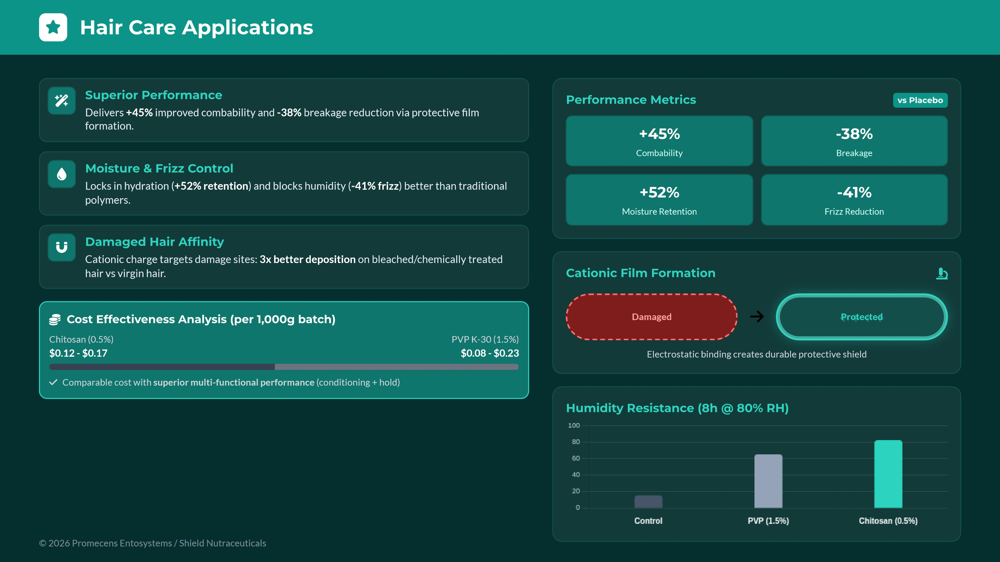 Hair Care Applications
Superior Performance
Delivers +45% improved combability and -38% breakage reduction via protective film
formation.
Moisture & Frizz Control
Locks in hydration (+52% retention) and blocks humidity (-41% frizz) better than traditional
polymers.
Damaged Hair Affinity
Cationic charge targets damage sites: 3x better deposition on bleached/chemically treated
hair vs virgin hair.
Cost Effectiveness Analysis (per 1,000g batch)
Chitosan (0.5%) PVP K-30 (1.5%)
$0.12 - $0.17 $0.08 - $0.23
Comparable cost with superior multi-functional performance (conditioning + hold)
© 2026 Promecens Entosystems / Shield Nutraceuticals
Performance Metrics vs Placebo
+45% -38%
Combability Breakage
+52% -41%
Moisture Retention Frizz Reduction
Cationic Film Formation
Damaged Protected
Electrostatic binding creates durable protective shield
Humidity Resistance (8h @ 80% RH)
100
80
60
40
20
0
Control PVP (1.5%) Chitosan (0.5%)